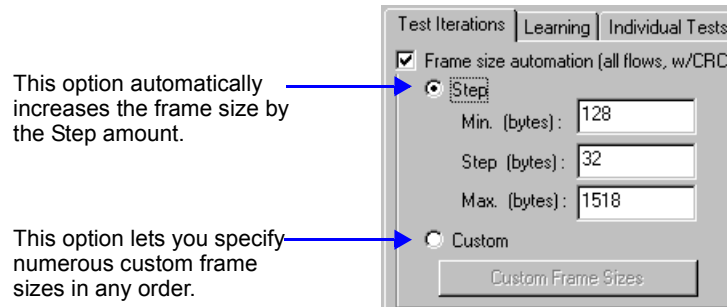 Test Iterations Learning Individual Tests
Frame size automation (all flows, w/CRC
This option automatically
increases the frame size by
the Step amount.
Step
Min. (bytes): 128
Step (bytes): 32
Max. (bytes): 1518
This option lets you specify
numerous custom frame
sizes in any order.
Custom
Custom Frame Sizes